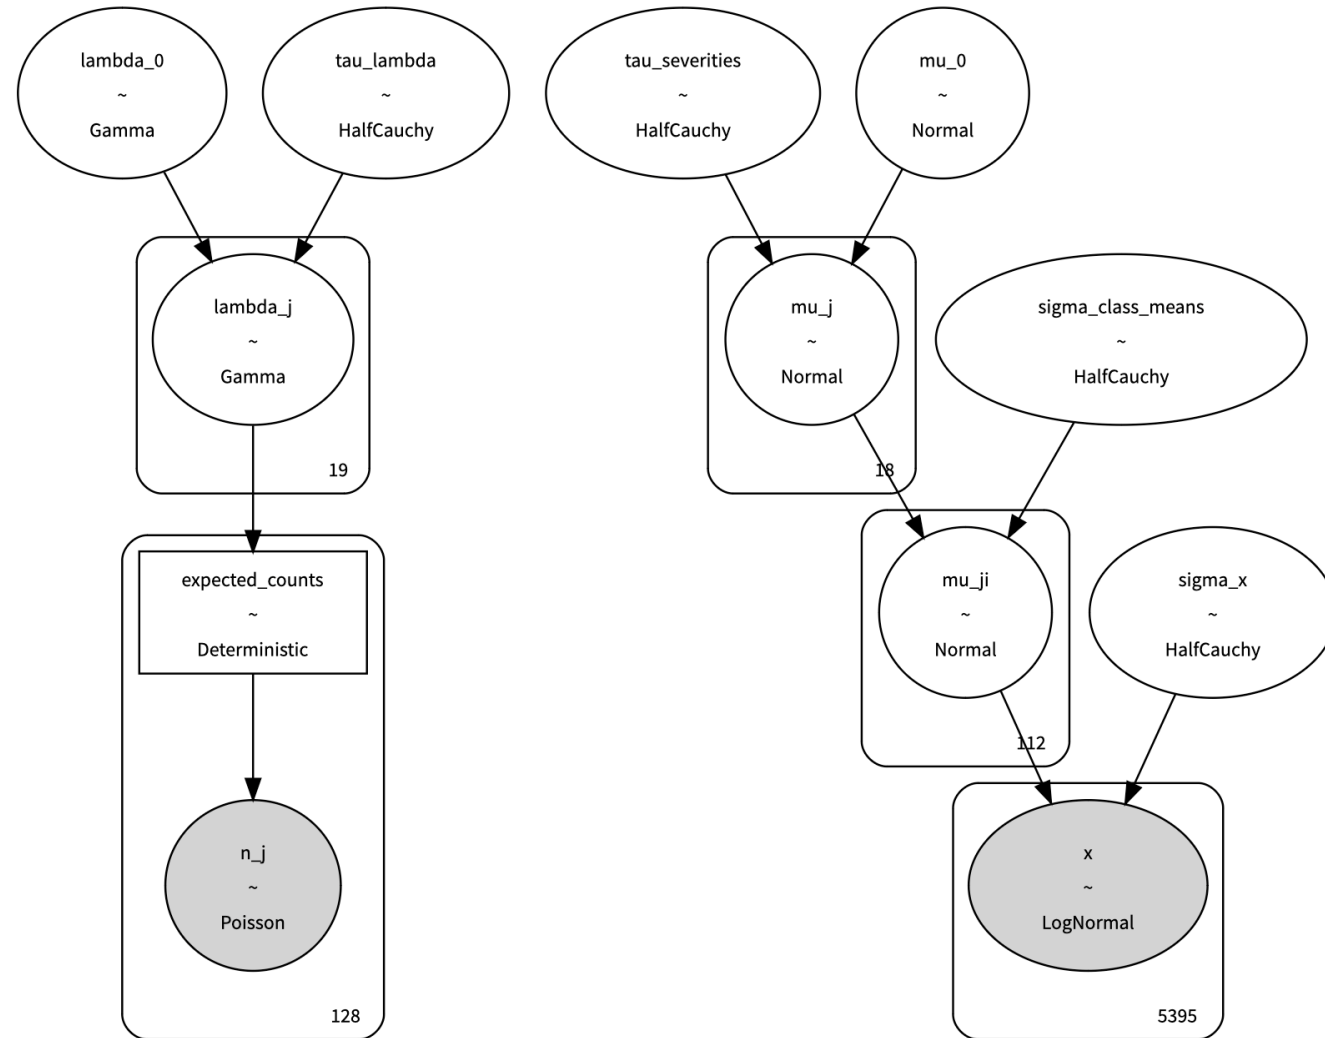 lambda_0
~
Gamma
tau_lambda
~
HalfCauchy
tau_severities
~
HalfCauchy
mu_0
~
Normal
lambda_j
~
Gamma
19
mu_j
~
Normal
18
sigma_class_means
~
HalfCauchy
expected_counts
~
Deterministic
mu_ji
~
Normal
112
sigma_x
~
HalfCauchy
n_j
~
Poisson
128
x
~
LogNormal
5395